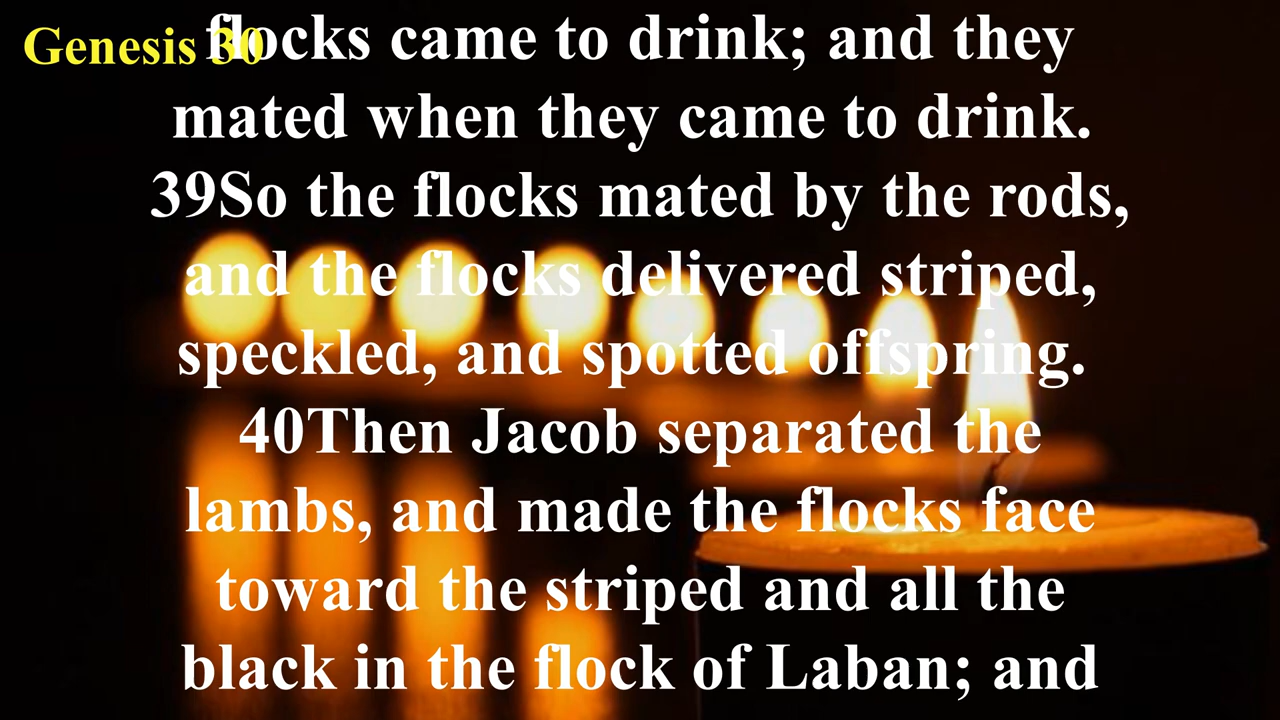 Genesis 30
flocks came to drink; and they
mated when they came to drink.
39So the flocks mated by the rods,
and the flocks delivered striped,
speckled, and spotted offspring.
40Then Jacob separated the
lambs, and made the flocks face
toward the striped and all the
black in the flock of Laban; and